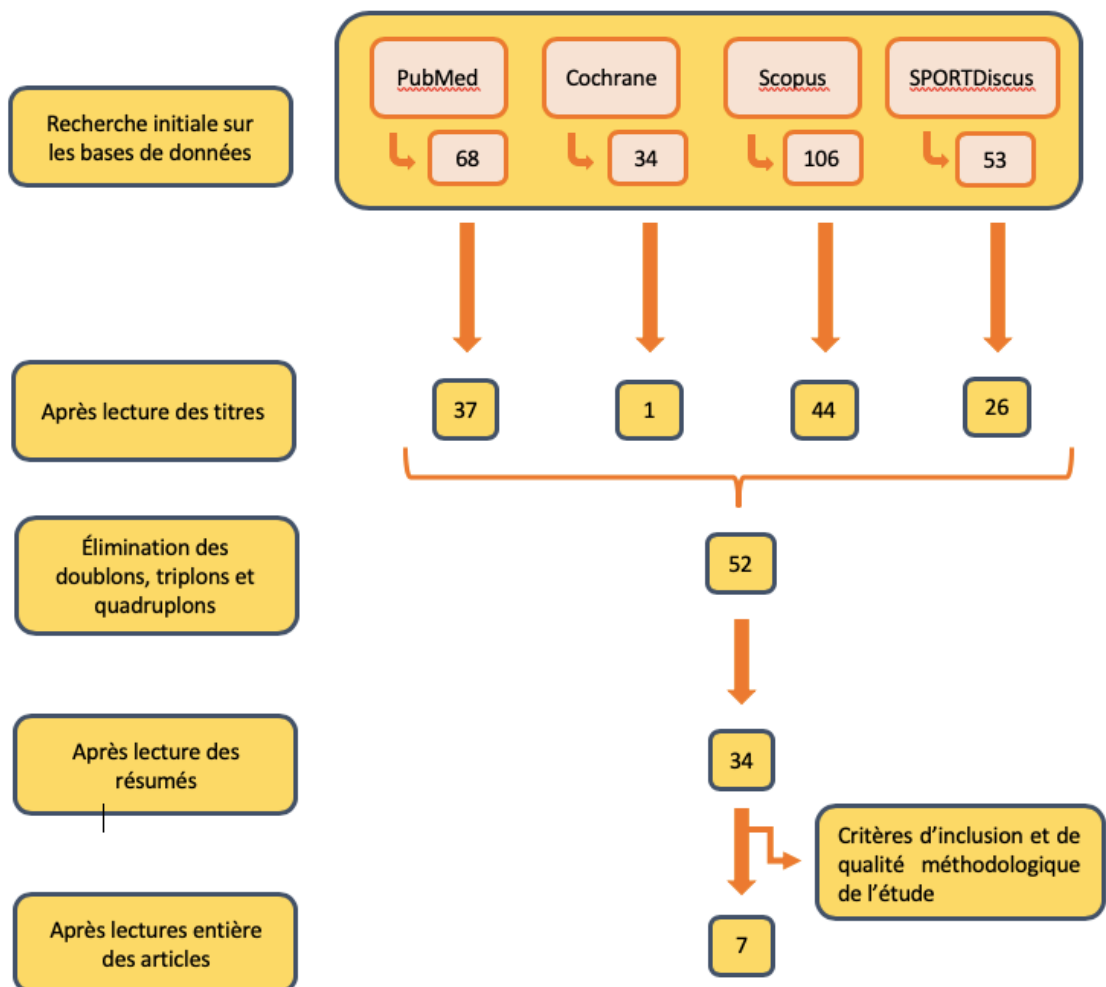 PubMed
Cochrane
Scopus
SPORTDiscus
Recherche initiale sur
les bases de données
68
34
106
53
Après lecture des titres
37
1
44
26
Élimination des
doublons, triplons et
quadruplons
52
Après lecture des
résumés
34
Critères d'inclusion et de
qualité méthodologique
de l'étude
Après lectures entière
des articles
7